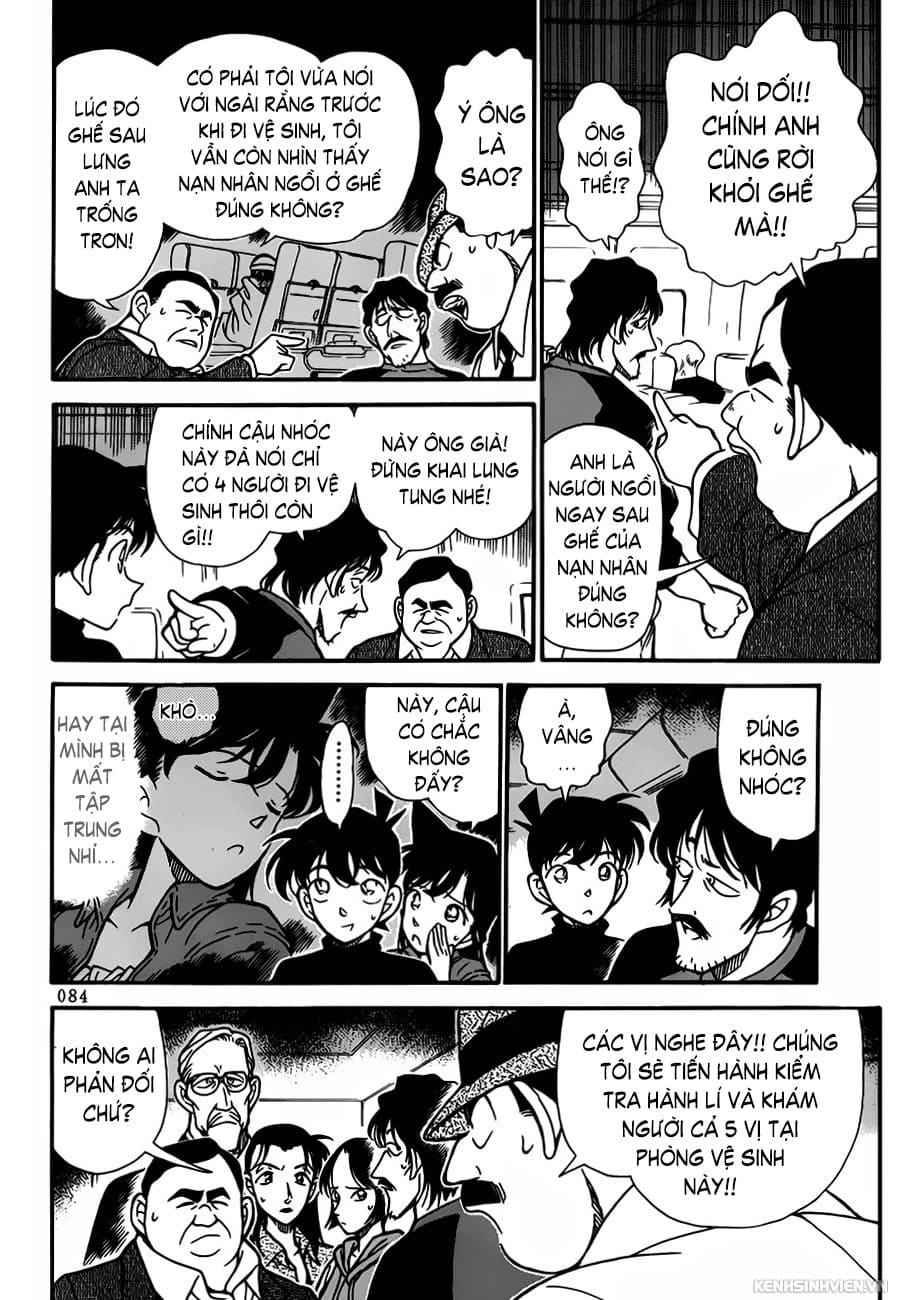 NÓI DỐI!!
CHÍNH ANH
CŨNG RỜI
KHỎI GHẾ
MÀ!!
ÔNG
NÓI GÌ
THẾ!?
ANH LÀ
NGƯỜI NGỒI
NGAY SAU
GHẾ CỦA
NẠN NHÂN
ĐÚNG
KHÔNG?
Ý ÔNG
LÀ
SAO?
CÓ PHẢI TÔI VỪA NÓI
VỚI NGÀI RẰNG TRƯỚC
KHI ĐI VỆ SINH, TÔI
VẪN CÒN NHÌN THẤY
NẠN NHÂN NGỒI Ở GHẾ
ĐÚNG KHÔNG?
LÚC ĐÓ
GHẾ SAU
LƯNG
ANH TA
TRỐNG
TRƠN!
NÀY ÔNG GIÀ!
ĐỪNG KHAI LUNG
TUNG NHÉ!
CHÍNH CẬU NHÓC
NÀY ĐÃ NÓI CHỈ
CÓ 4 NGƯỜI ĐI VỆ
SINH THÔI CÒN
GÌ!!
ĐÚNG
KHÔNG
NHÓC?
À,
VÂNG
...
NÀY, CẬU
CÓ CHẮC
KHÔNG
ĐẤY?
.........
KHÒ...
HAY TẠI
MÌNH BỊ
MẤT
TẬP
TRUNG
NHỈ...
084
CÁC VỊ NGHE ĐÂY!! CHÚNG
TÔI SẼ TIẾN HÀNH KIỂM
TRA HÀNH LÍ VÀ KHÁM
NGƯỜI CẢ 5 VỊ TẠI
PHÒNG VỆ SINH
NÀY!!
KHÔNG AI
PHẢN ĐỐI
CHỨ?
KENHSINHVIEN.VN